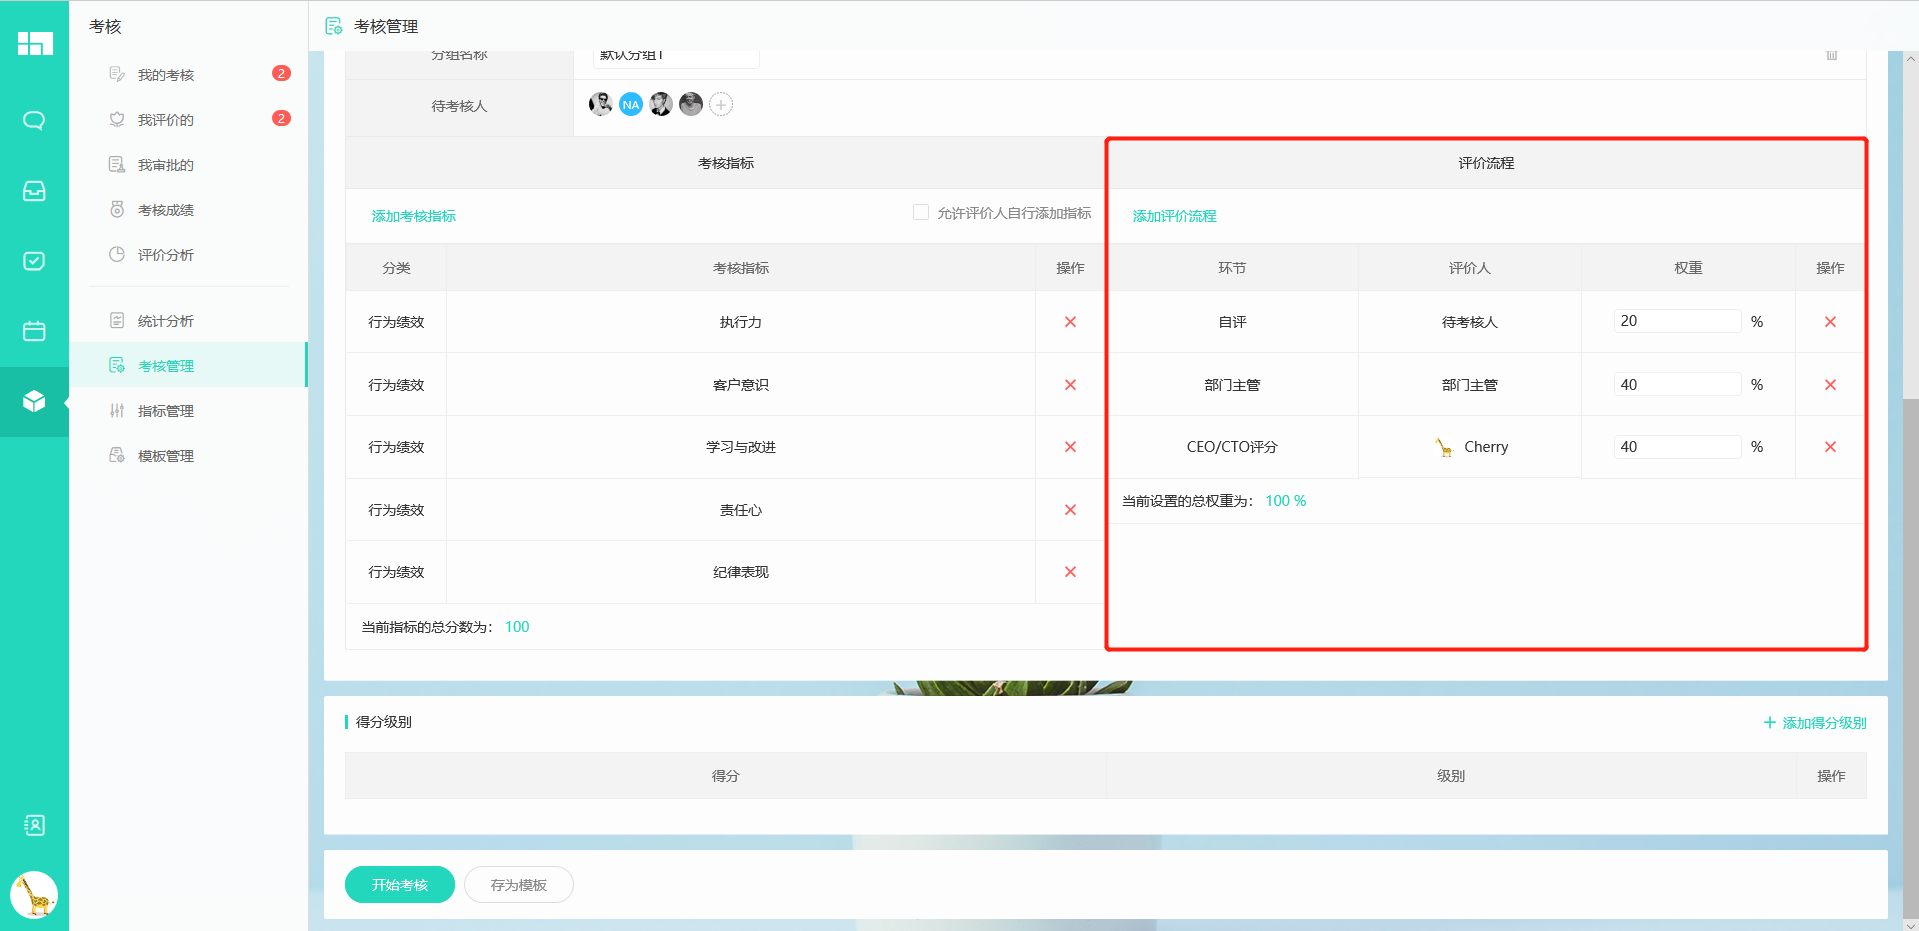 考核
考核管理
我的考核 2
我评价的 2
我审批的
考核成绩
评价分析
统计分析
考核管理
指标管理
模板管理
分组名称 默认分组1
待考核人 NA
考核指标 评价流程
添加考核指标 允许评价人自行添加指标 添加评价流程
分类 考核指标 操作 环节 评价人 权重 操作
行为绩效 执行力 自评 待考核人 20 %
行为绩效 客户意识 部门主管 部门主管 40 %
行为绩效 学习与改进 CEO/CTO评分 Cherry 40 %
当前设置的总权重为： 100 %
行为绩效 责任心
行为绩效 纪律表现
当前指标的总分数为： 100
得分级别 添加得分级别
得分 级别 操作
开始考核 存为模板